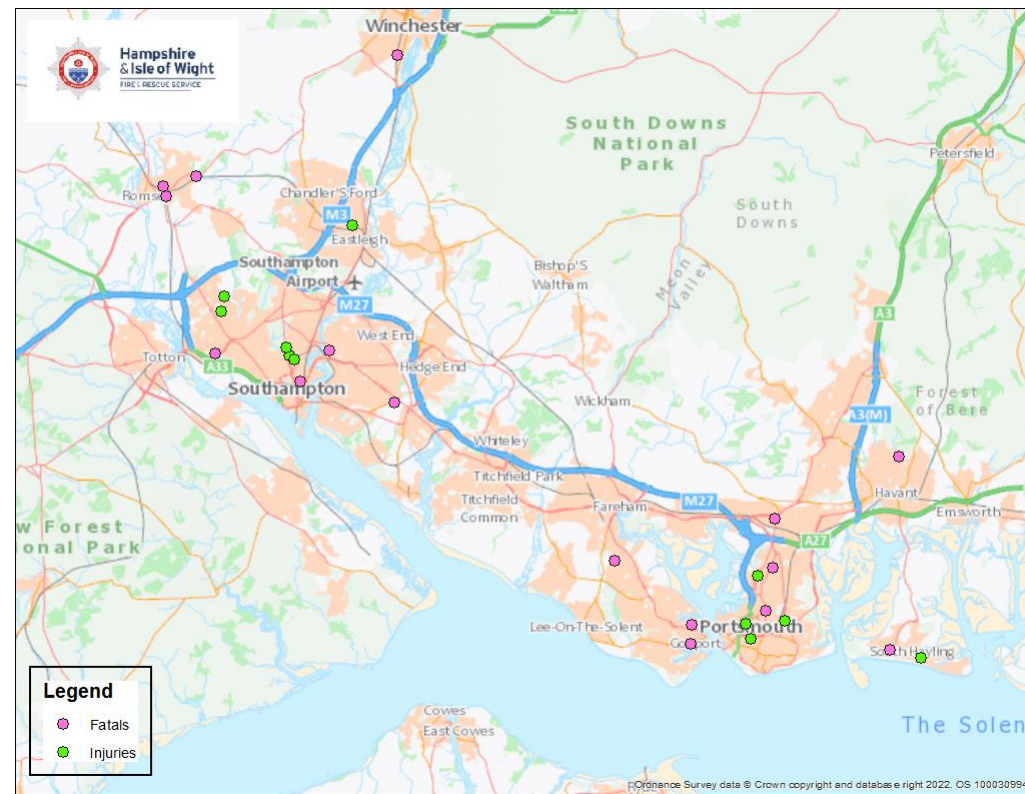 Winchester
Hampshire
& Isle of Wight
FIRE & RESCUE SERVICE
South Downs
National
Park
Petersfield
Romsey
Chandler'S Ford
South
Downs
M3
Eastleigh
Southampton
Airport
Bishop'S
Waltham
Meon
Valley
M27
A3
West End
Totton
A33
Hedge End
Southampton
Wickham
Forest
of Bere
A3(M)
Whiteley
Titchfield Park
Titchfield
Common
Fareham
M27
Havant
Emsworth
w Forest
ional Park
A27
Lee-On-The-Solent
Portsmouth
Gosport
South Hayling
Legend
Fatals
Injuries
Cowes
East Cowes
The Solen
Ryde
Ordnance Survey data © Crown copyright and database right 2022. OS 100030994